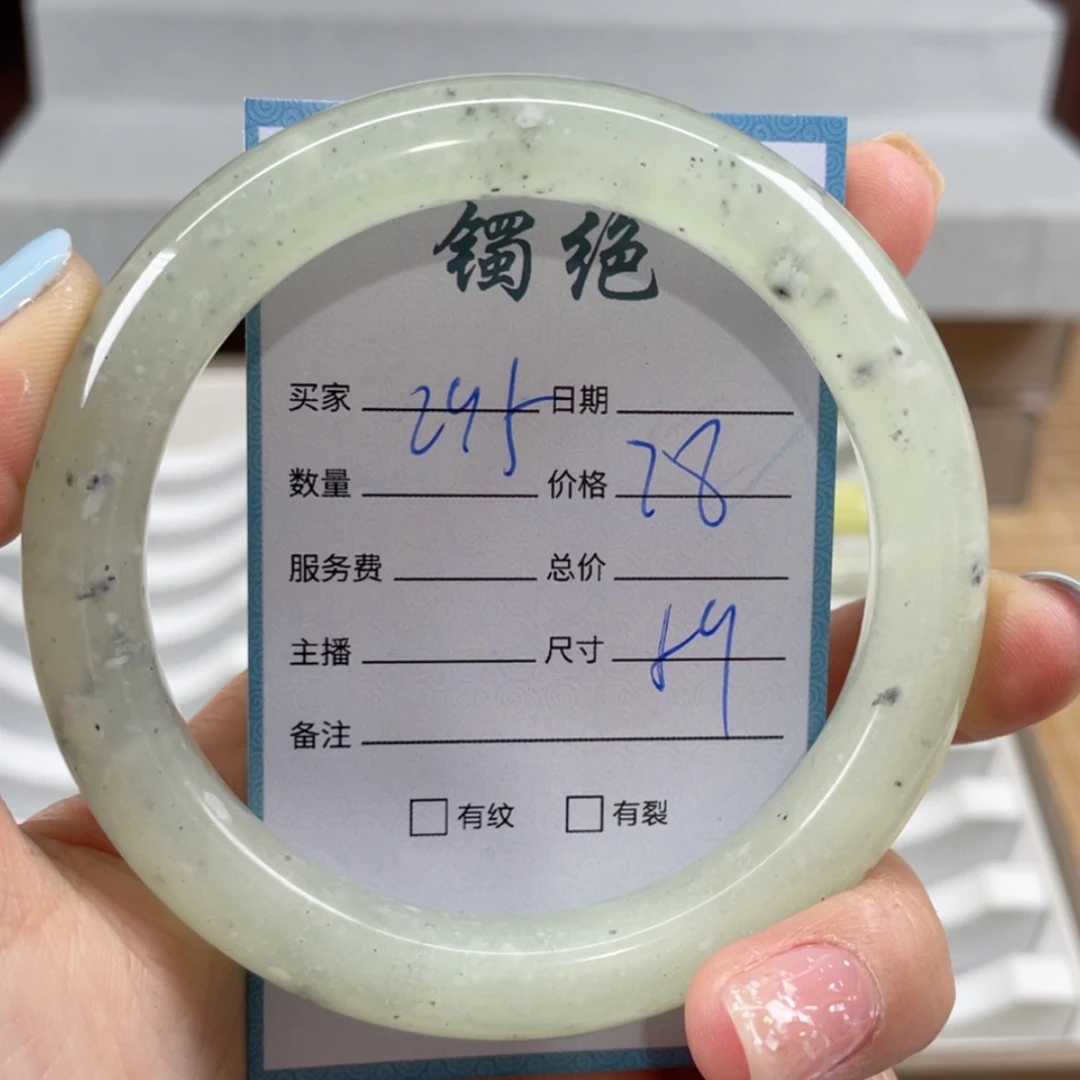 镯绝
买家 245 日期
数量 价格 78
服务费 总价
主播 尺寸 59
备注
有纹 有裂